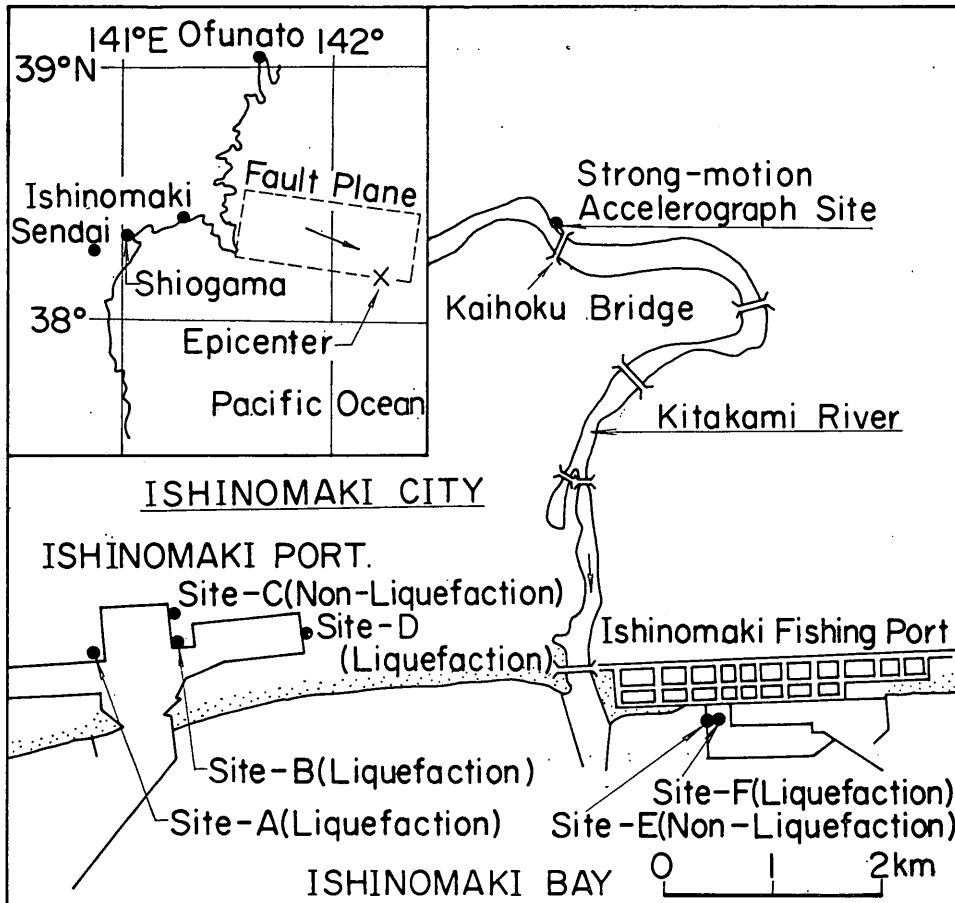 141°E Ofunato 142°
39°N
Fault Plane
Ishinomaki
Sendai
Shiogama
38°
Epicenter
Pacific Ocean
Strong-motion
Accelerograph Site
Kaihoku Bridge
Kitakami River
ISHINOMAKI CITY
ISHINOMAKI PORT.
Site-C(Non-Liquefaction)
Site-D
(Liquefaction)
Ishinomaki Fishing Port
Site-B(Liquefaction)
Site-A(Liquefaction)
Site-F(Liquefaction)
Site-E(Non-Liquefaction)
0 1 2km
ISHINOMAKI BAY